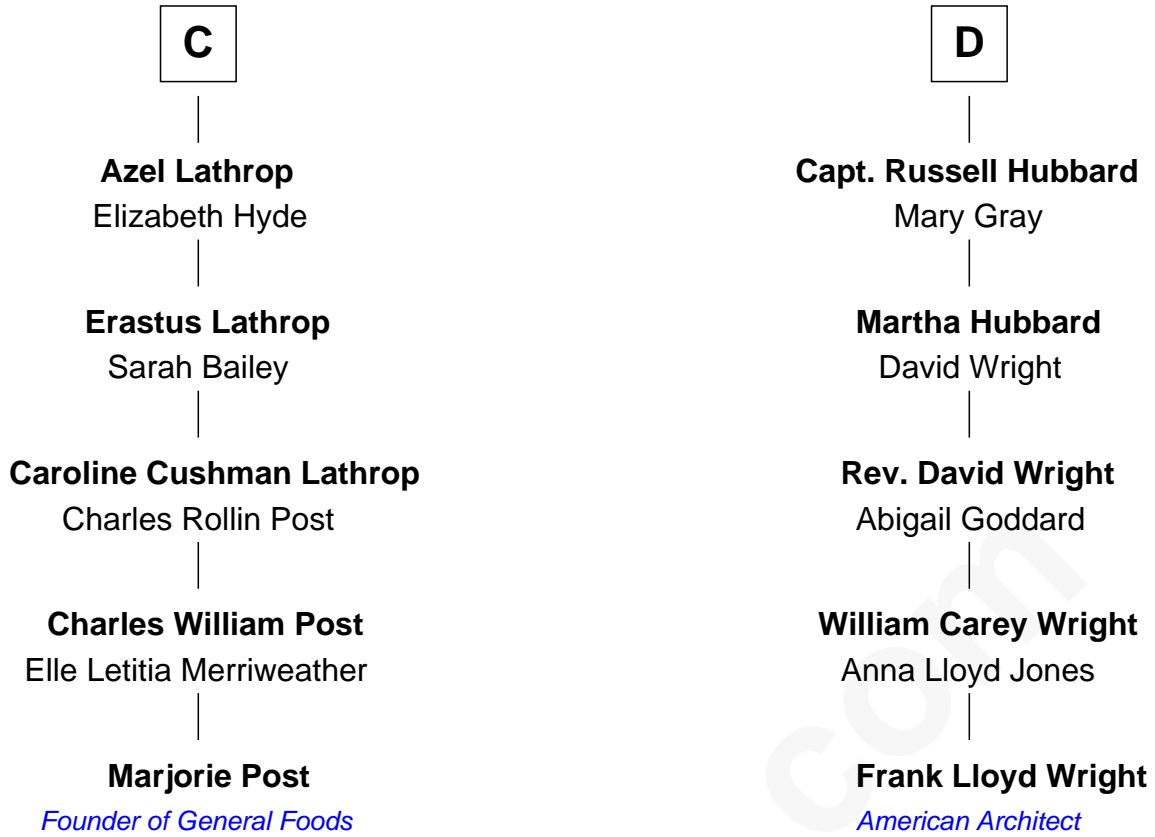 C
Azel Lathrop
Elizabeth Hyde
Erastus Lathrop
Sarah Bailey
Caroline Cushman Lathrop
Charles Rollin Post
Charles William Post
Elle Letitia Merriweather
Marjorie Post
Founder of General Foods
D
Capt. Russell Hubbard
Mary Gray
Martha Hubbard
David Wright
Rev. David Wright
Abigail Goddard
William Carey Wright
Anna Lloyd Jones
Frank Lloyd Wright
American Architect
com